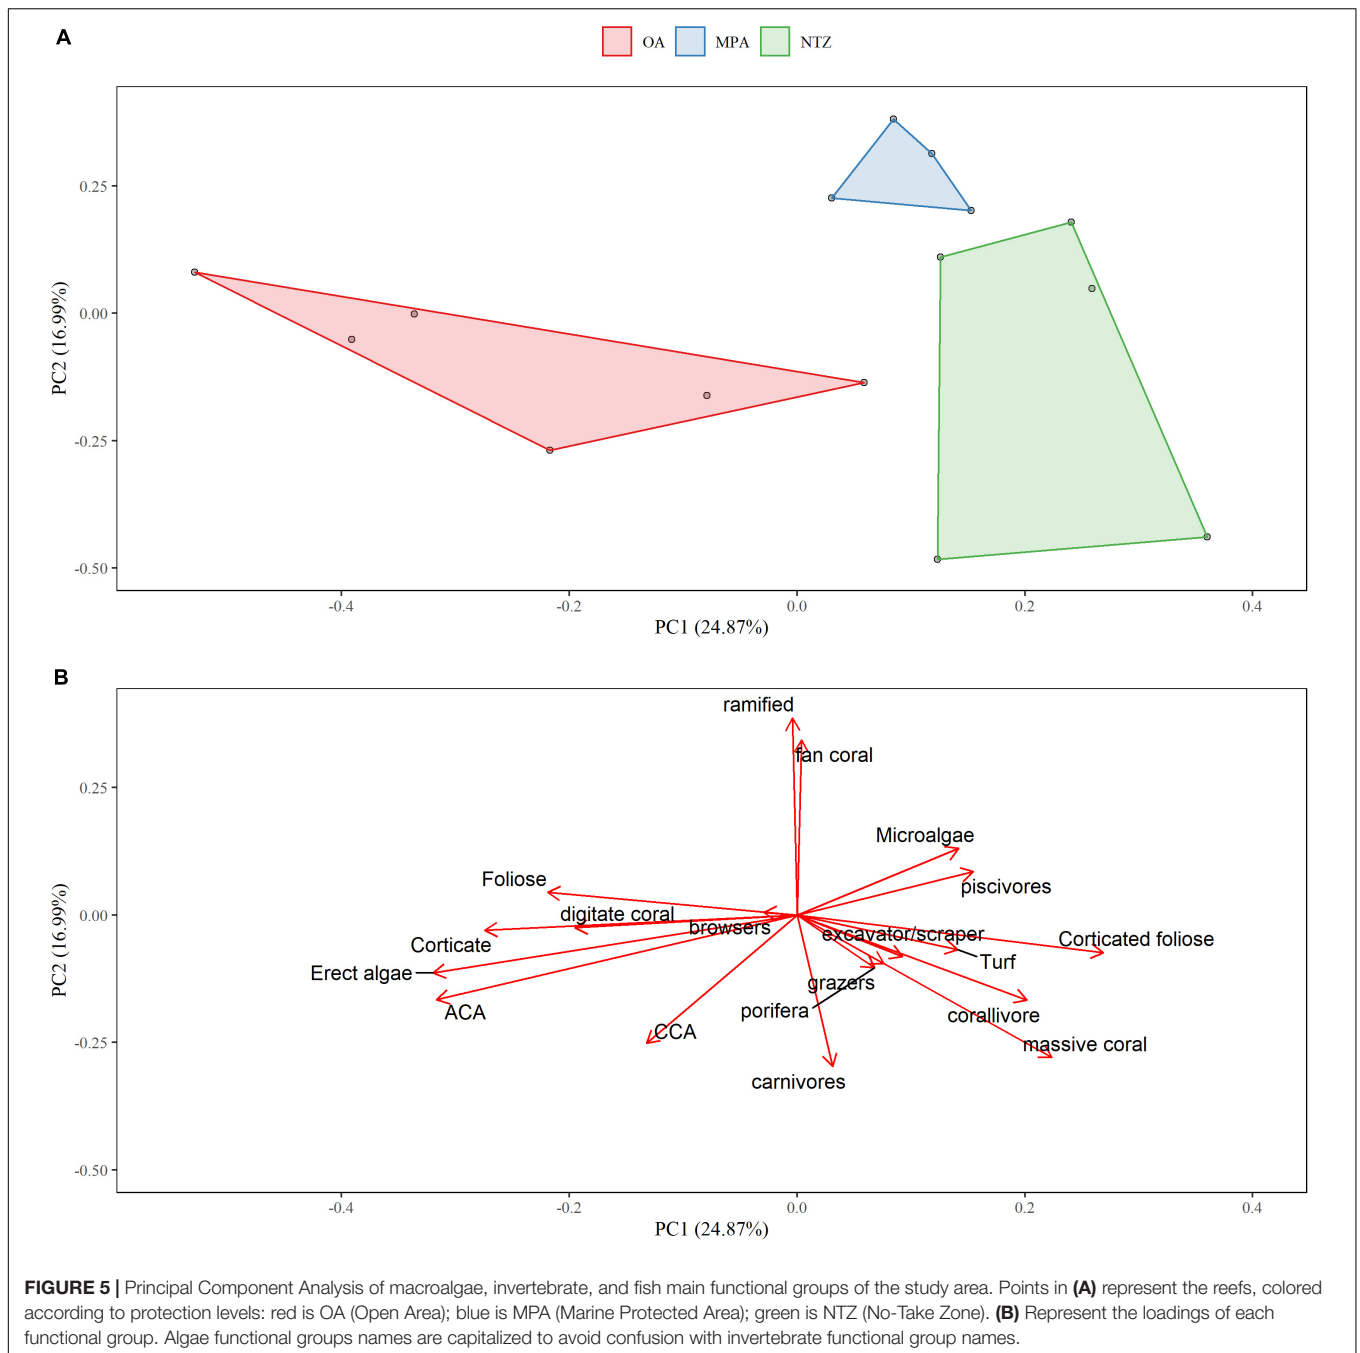 A
OA MPA NTZ
PC2 (16.99%)
0.25
0.00
-0.25
-0.50
-0.4 -0.2 0.0 0.2 0.4
PC1 (24.87%)
B
PC2 (16.99%)
0.25
0.00
-0.25
-0.50
ramified
fan coral
Microalgae
piscivores
Foliose
digitate coral
browsers
excavator/scraper
Corticated foliose
Corticate
Turf
Erect algae
grazers
ACA
porifera
corallivore
CCA
massive coral
carnivores
-0.4 -0.2 0.0 0.2 0.4
PC1 (24.87%)
FIGURE 5 | Principal Component Analysis of macroalgae, invertebrate, and fish main functional groups of the study area. Points in (A) represent the reefs, colored
according to protection levels: red is OA (Open Area); blue is MPA (Marine Protected Area); green is NTZ (No-Take Zone). (B) Represent the loadings of each
functional group. Algae functional groups names are capitalized to avoid confusion with invertebrate functional group names.